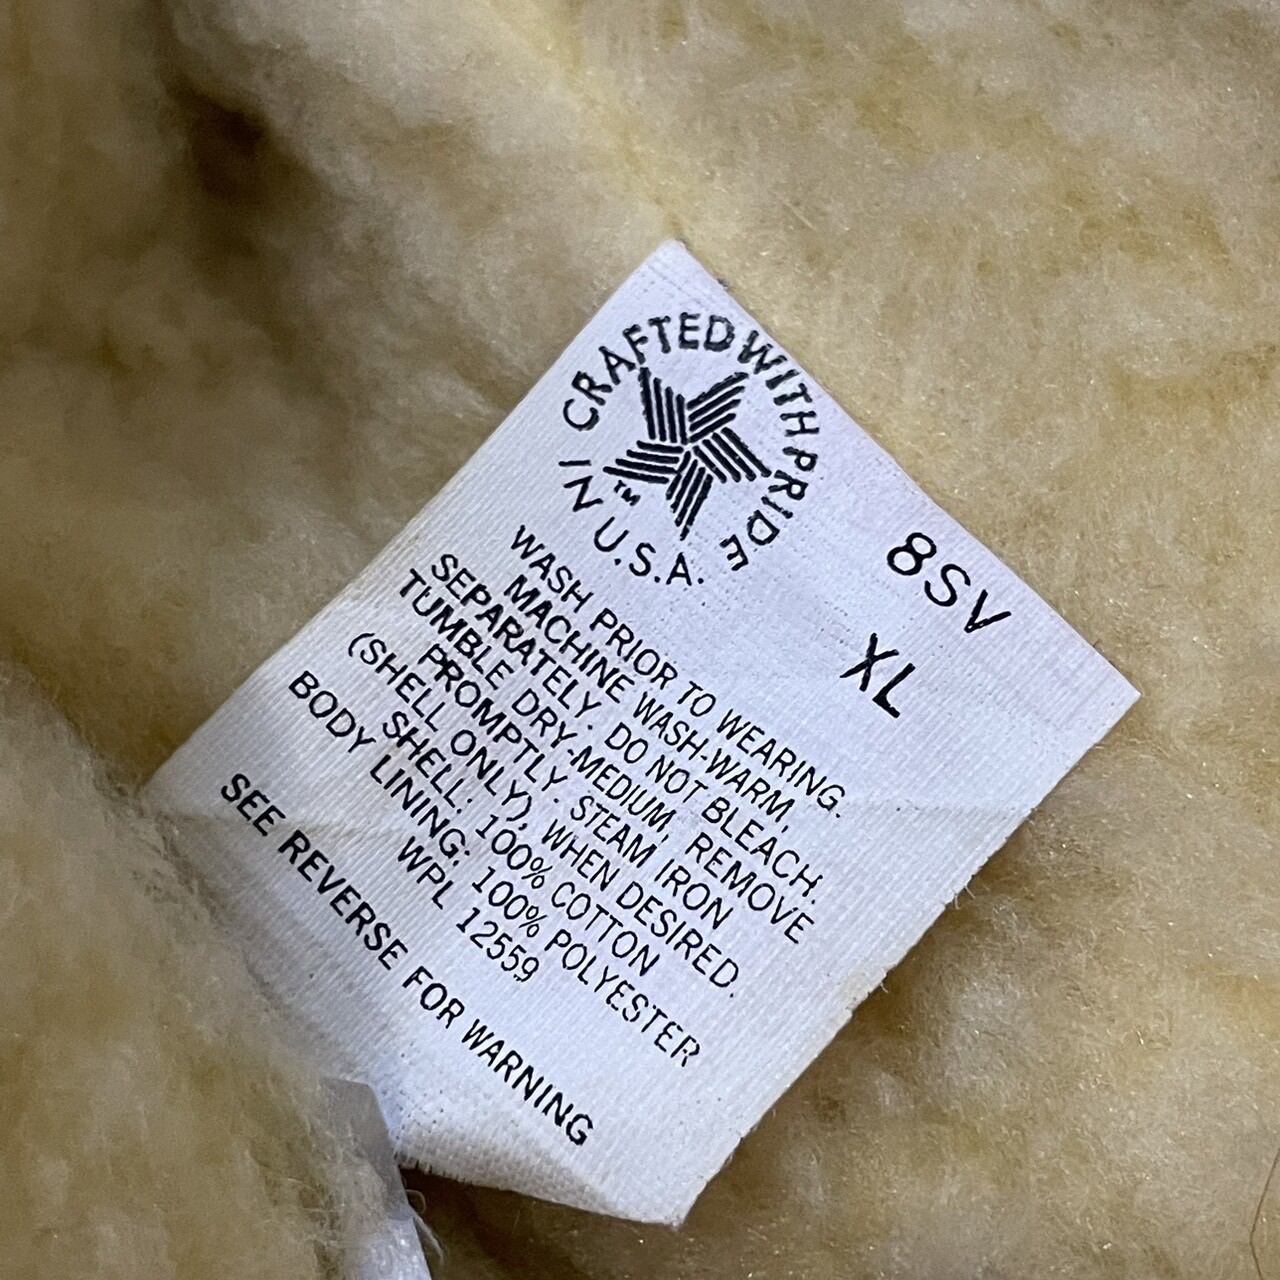 CRAFTED WITH PRIDE
IN U.S.A.
TM
8SV
XL
WASH PRIOR TO WEARING.
MACHINE WASH-WARM,
SEPARATELY. DO NOT BLEACH.
TUMBLE DRY-MEDIUM, REMOVE
PROMPTLY. STEAM IRON
(SHELL ONLY), WHEN DESIRED.
SHELL: 100% COTTON
BODY LINING: 100% POLYESTER
WPL 12559
SEE REVERSE FOR WARNING